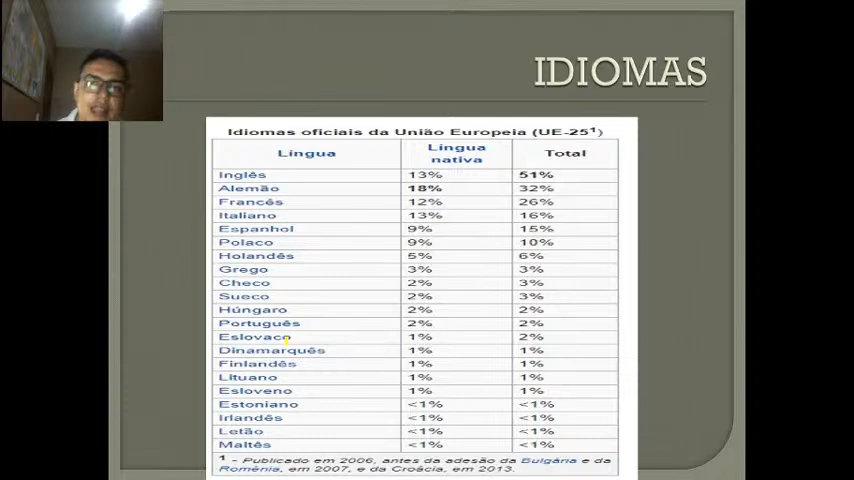 IDIOMAS
Idiomas oficiais da União Europeia (UE-25¹)
Língua Língua nativa Total
Inglês 13% 51%
Alemão 18% 32%
Francês 12% 26%
Italiano 13% 16%
Espanhol 9% 15%
Polaco 9% 10%
Holandês 5% 6%
Grego 3% 3%
Checo 2% 3%
Sueco 2% 3%
Húngaro 2% 2%
Português 2% 2%
Eslovaco 1% 2%
Dinamarquês 1% 1%
Finlandês 1% 1%
Lituano 1% 1%
Esloveno 1% 1%
Estoniano <1% <1%
Irlandês <1% <1%
Letão <1% <1%
Maltês <1% <1%
1 - Publicado em 2006, antes da adesão da Bulgária e da
Romênia, em 2007, e da Croácia, em 2013.